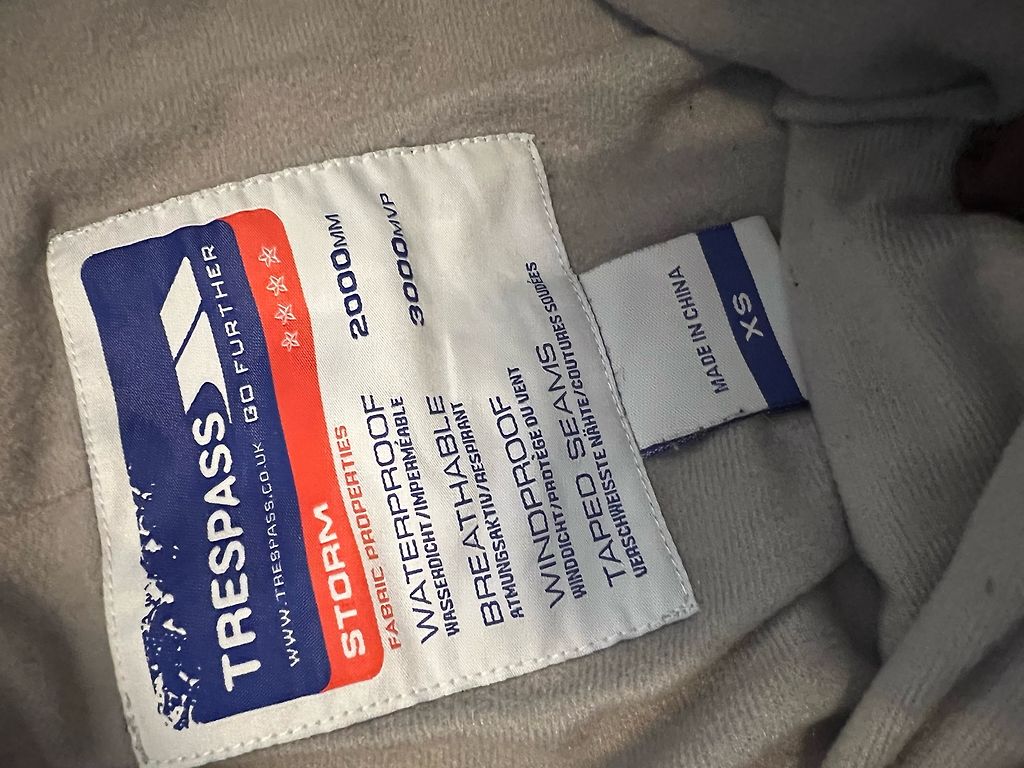 TRESPASS
WWW.TRESPASS.CO.UK GO FURTHER
STORM ☆☆☆☆
FABRIC PROPERTIES
WATERPROOF 2000MM
WASSERDICHT/IMPERMÉABLE
BREATHABLE 3000MVP
ATMUNGSAKTIV/RESPIRANT
WINDPROOF
WINDDICHT/PROTÈGE DU VENT
TAPED SEAMS
VERSCHWEISSTE NÄHTE/COUTURES SOUDÉES
MADE IN CHINA
XS